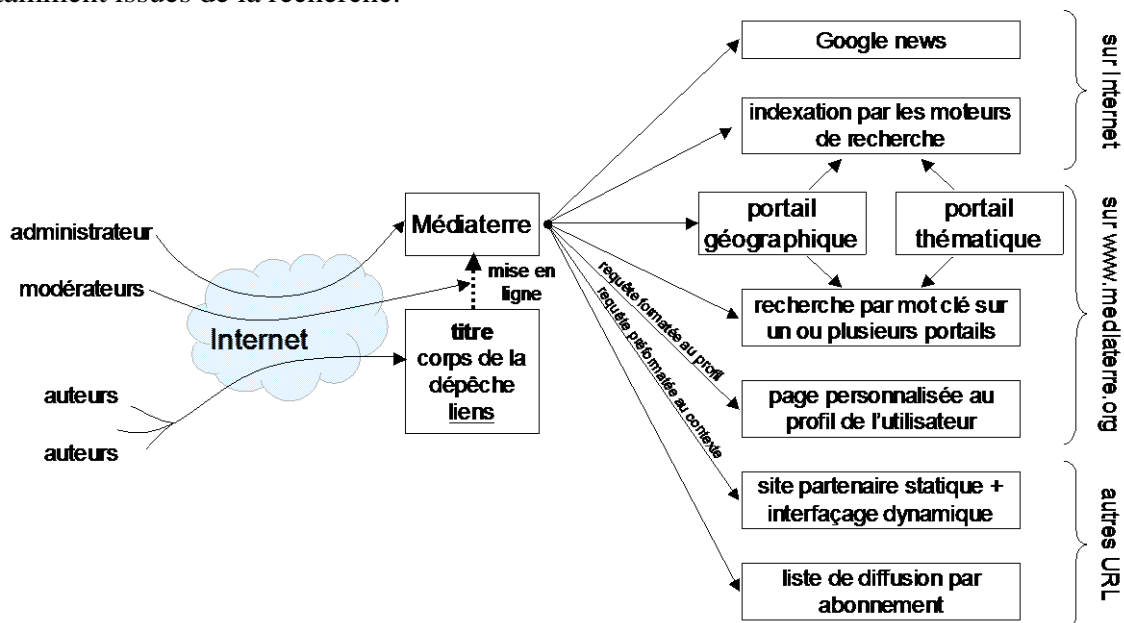 Google news
indexation par les moteurs
de recherche
sur Internet
portail
géographique
portail
thématique
recherche par mot clé sur
un ou plusieurs portails
page personnalisée au
profil de l'utilisateur
sur www.mediaterre.org
site partenaire statique +
interfaçage dynamique
liste de diffusion par
abonnement
autres URL
Médiaterre
mise en
ligne
titre
corps de la
dépêche
liens
requête formatée au profil
requête préformatée au contexte
administrateur
modérateurs
Internet
auteurs
auteurs
issues de la recherche.